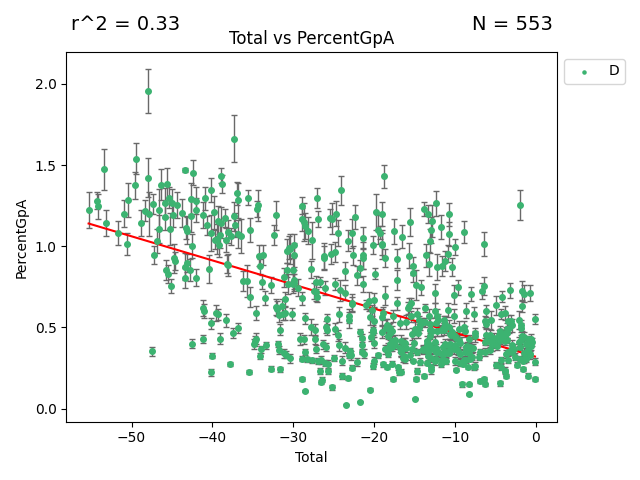 r^2 = 0.33
N = 553
Total vs PercentGpA
D
PercentGpA
2.0
1.5
1.0
0.5
0.0
−50
−40
−30
−20
−10
0
Total